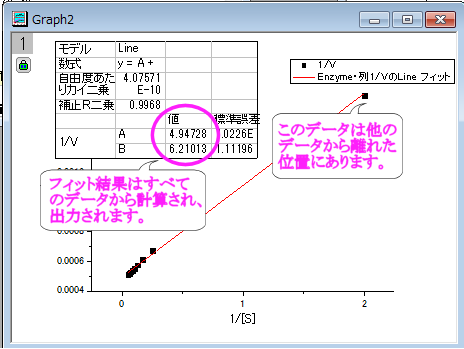 Graph2
1
モデル Line
数式 y = A +
自由度あた 4.07571
りカイ二乗 E-10
補正R二乗 0.9968
値 標準誤差
1/V A 4.94728 .0226E
B 6.21013 1.11196
1/V
Enzyme・列1/VのLine フィット
このデータは他の
データから離れた
位置にあります。
フィット結果はすべて
のデータから計算され、
出力されます。
0.0006
0.0004
0 1 2
1/[S]